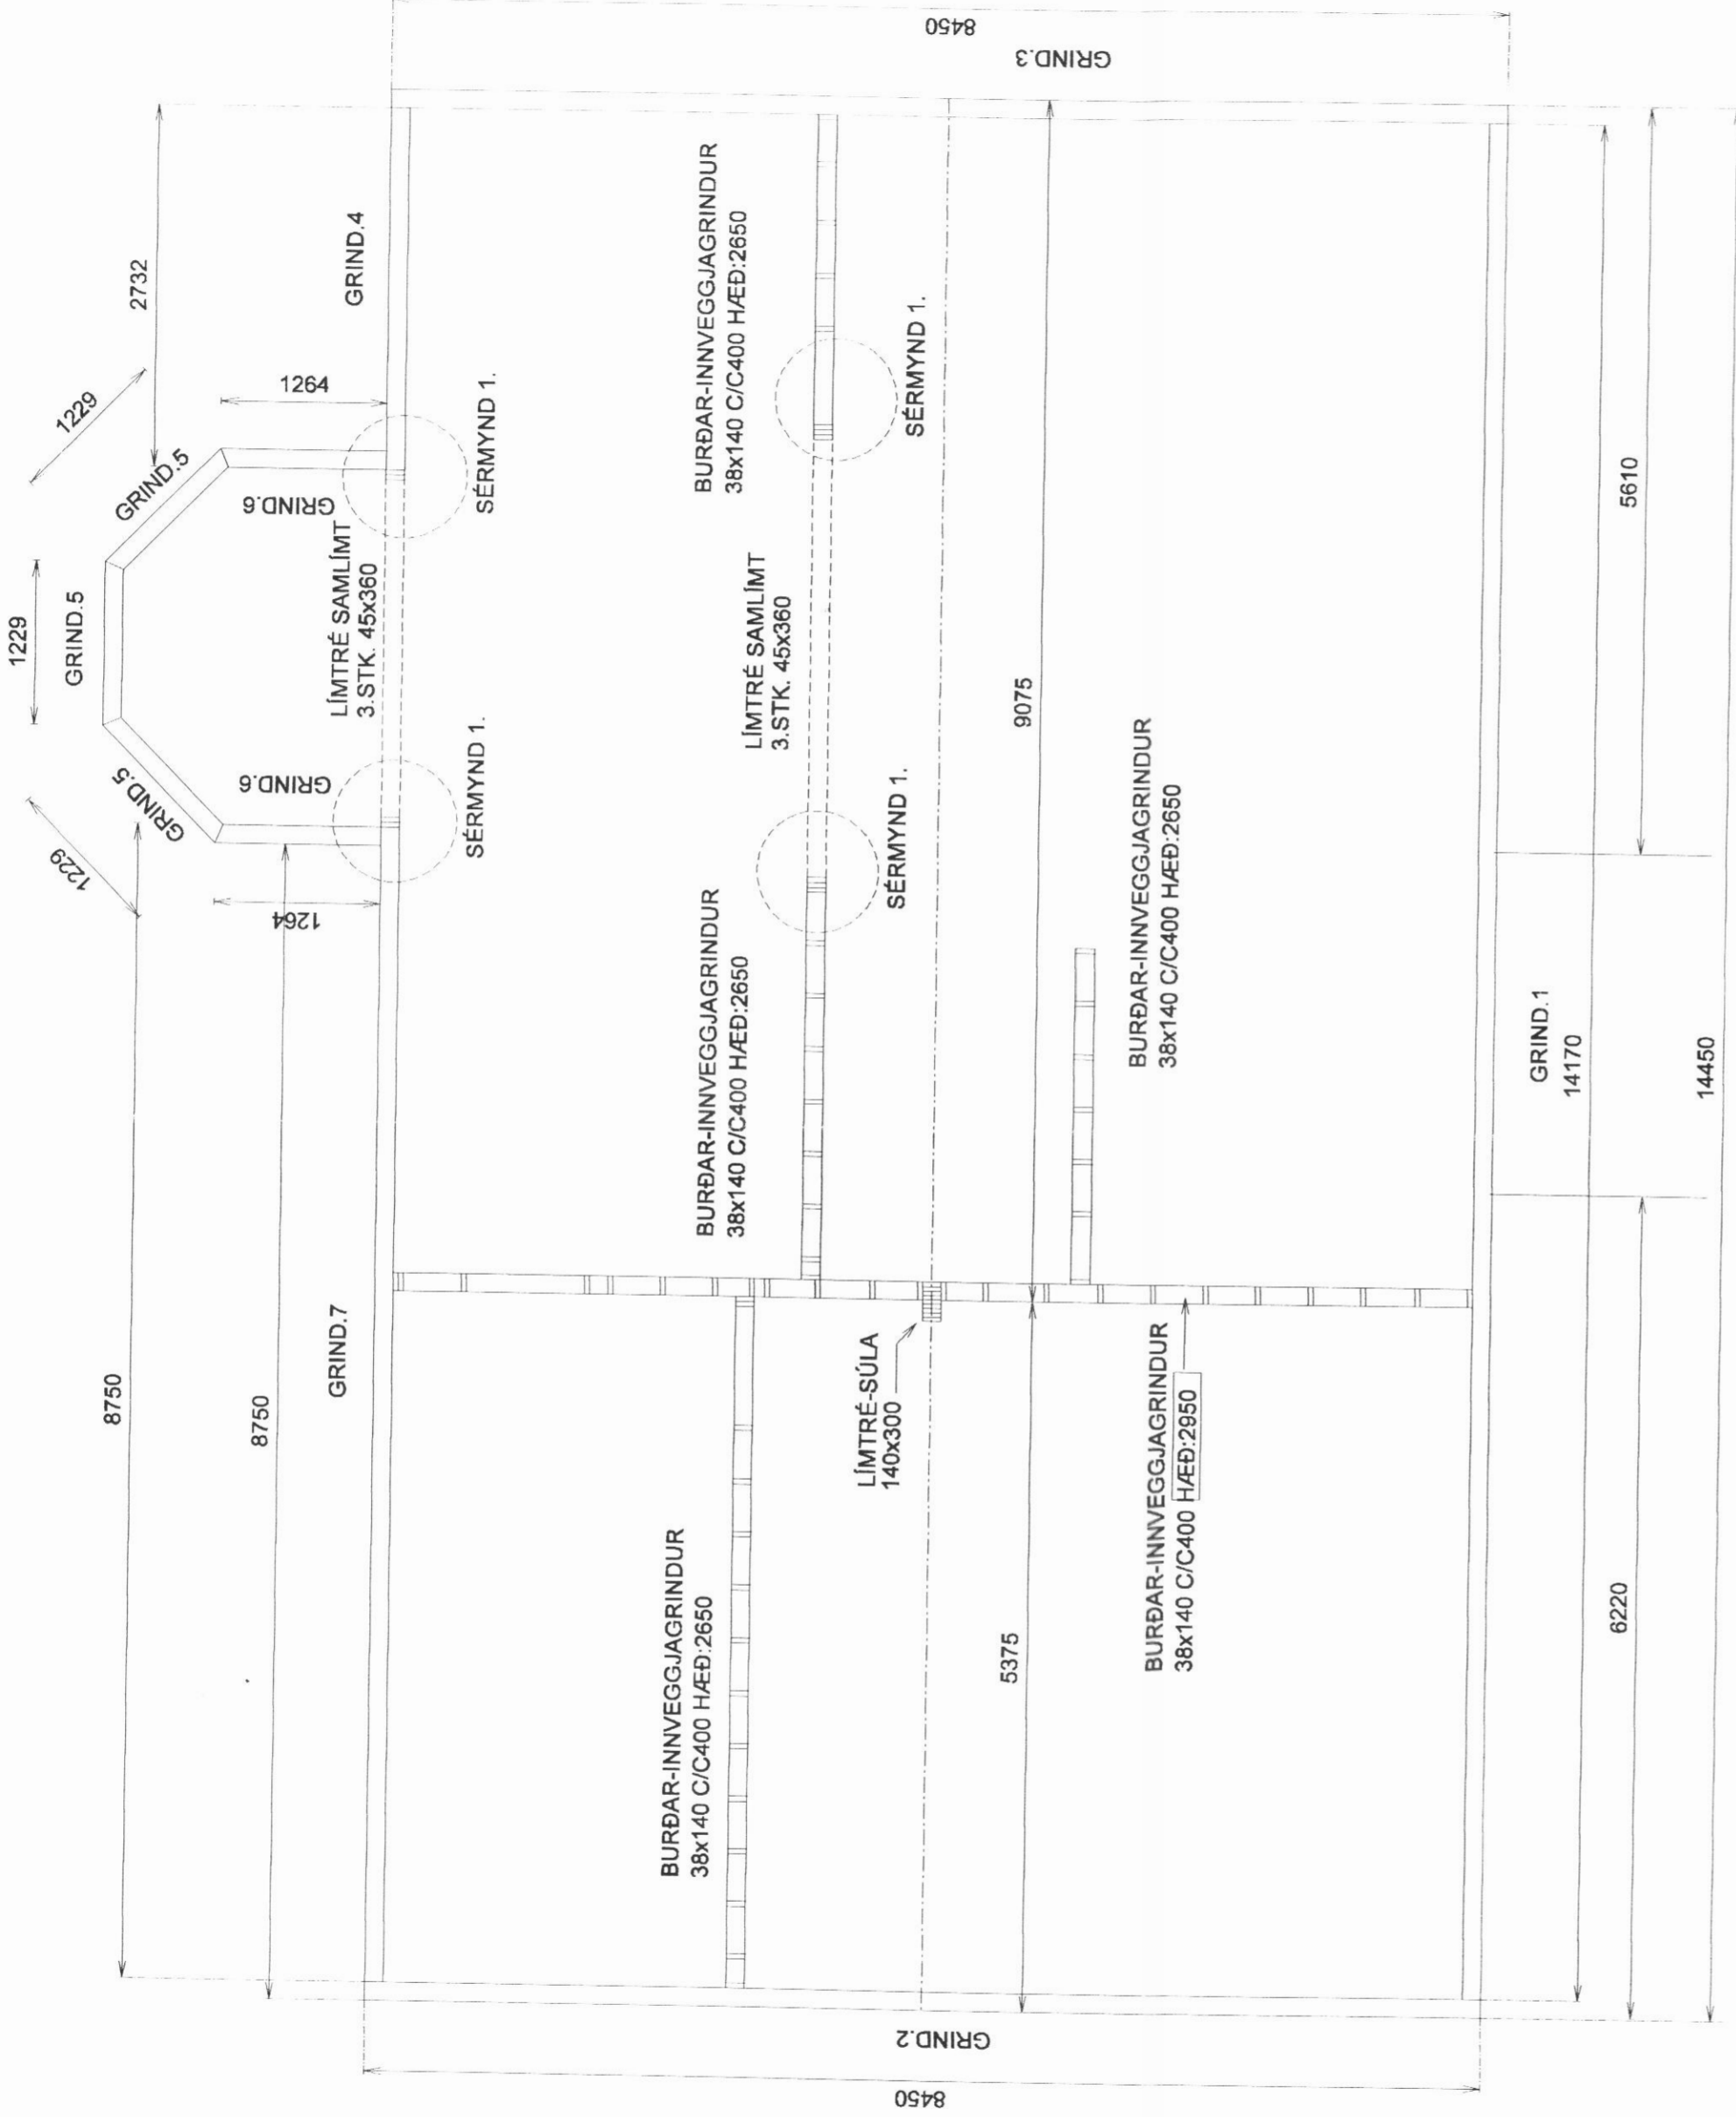 8450
GRIND.3
2732
GRIND.4
1229
1264
GRIND.5
GRIND.6
SÉRMYND 1.
1229
GRIND.5
LÍMTRÉ SAMLÍMT
3.STK. 45x360
GRIND.5
GRIND.6
SÉRMYND 1.
1229
1264
BURÐAR-INNVEGGJAGRINDUR
38x140 C/C400 HÆÐ:2650
SÉRMYND 1.
LÍMTRÉ SAMLÍMT
3.STK. 45x360
SÉRMYND 1.
9075
BURÐAR-INNVEGGJAGRINDUR
38x140 C/C400 HÆÐ:2650
BURÐAR-INNVEGGJAGRINDUR
38x140 C/C400 HÆÐ:2650
5610
GRIND.1
14170
14450
8750
8750
GRIND.7
LÍMTRÉ-SÚLA
140x300
BURÐAR-INNVEGGJAGRINDUR
38x140 C/C400 HÆÐ:2950
BURÐAR-INNVEGGJAGRINDUR
38x140 C/C400 HÆÐ:2650
5375
6220
GRIND.2
8450